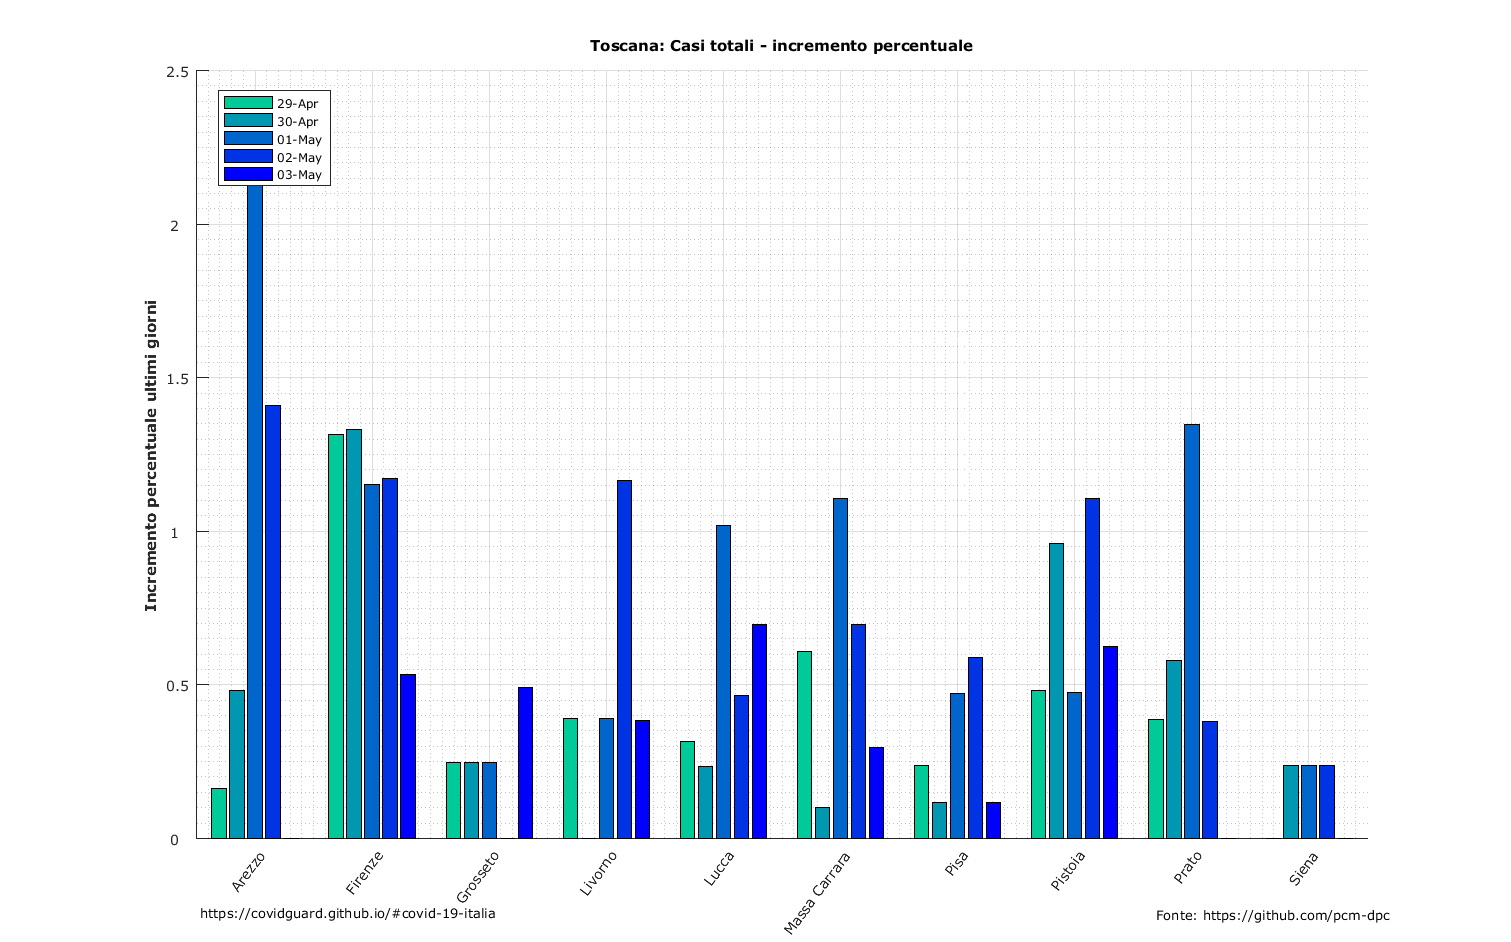 Toscana: Casi totali - incremento percentuale
Incremento percentuale ultimi giorni
2.5
2
1.5
1
0.5
0
29-Apr
30-Apr
01-May
02-May
03-May
Arezzo
Firenze
Grosseto
Livorno
Lucca
Massa Carrara
Pisa
Pistoia
Prato
Siena
https://covidguard.github.io/#covid-19-italia
Fonte: https://github.com/pcm-dpc